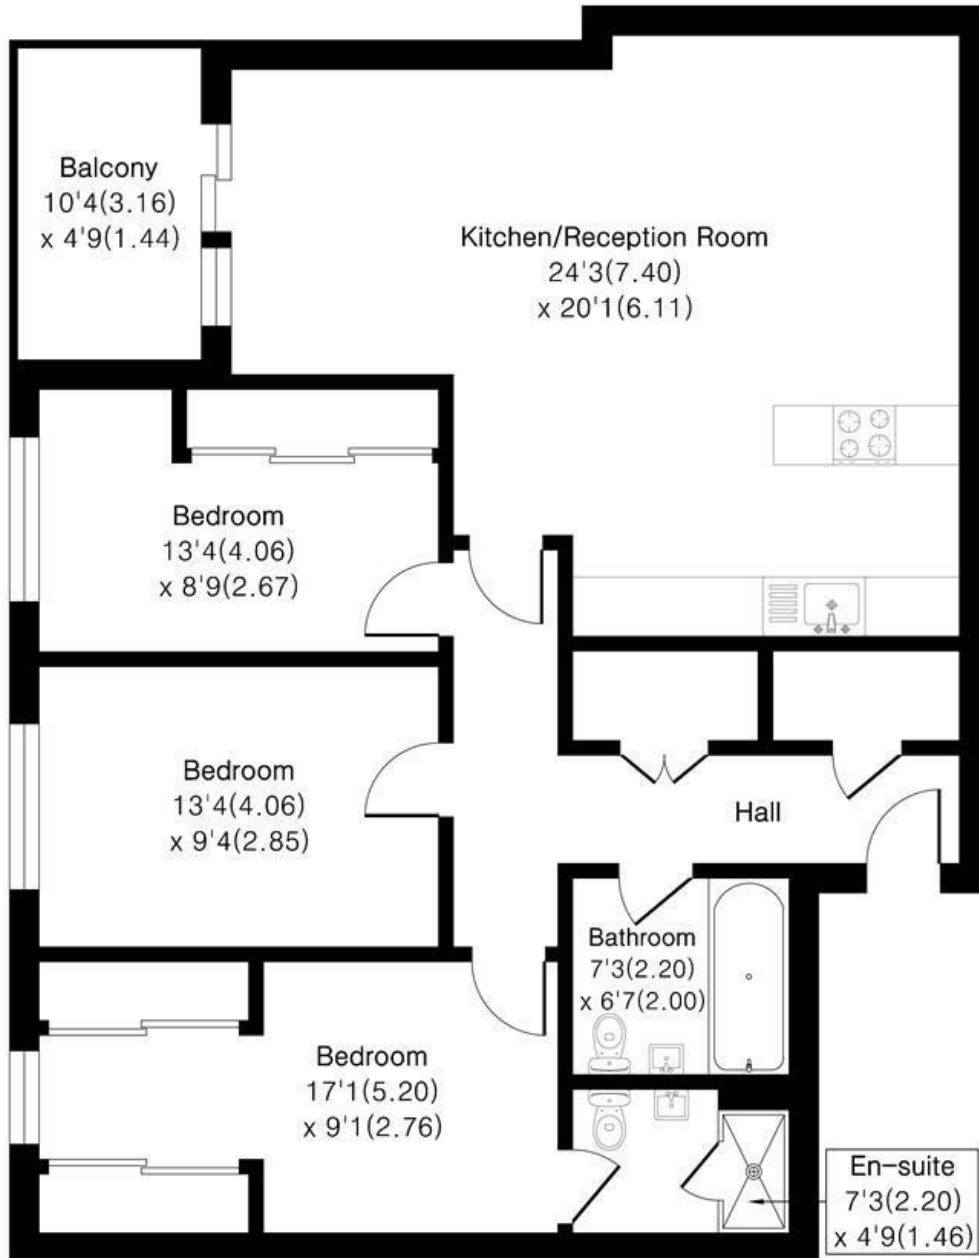 Balcony
10'4(3.16)
x 4'9(1.44)
Kitchen/Reception Room
24'3(7.40)
x 20'1(6.11)
Bedroom
13'4(4.06)
x 8'9(2.67)
Bedroom
13'4(4.06)
x 9'4(2.85)
Hall
Bathroom
7'3(2.20)
x 6'7(2.00)
Bedroom
17'1(5.20)
x 9'1(2.76)
En-suite
7'3(2.20)
x 4'9(1.46)